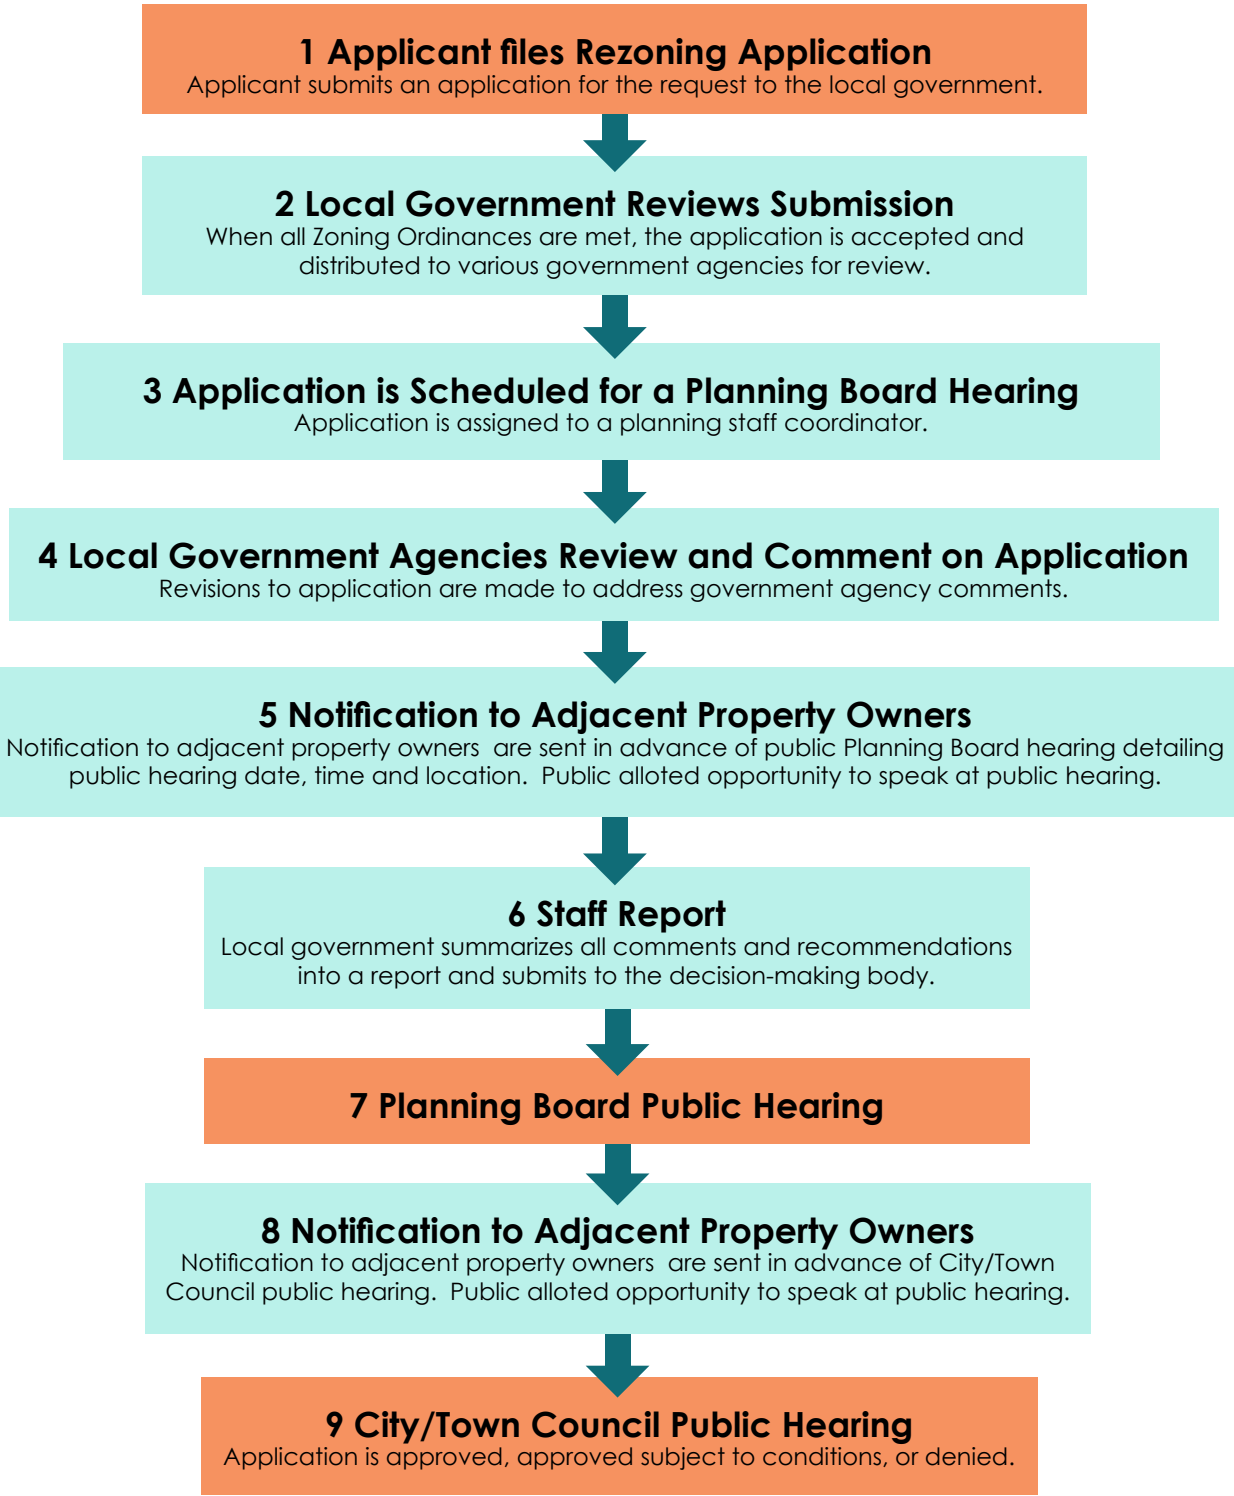 1 Applicant files Rezoning Application
Applicant submits an application for the request to the local government.
2 Local Government Reviews Submission
When all Zoning Ordinances are met, the application is accepted and
distributed to various government agencies for review.
3 Application is Scheduled for a Planning Board Hearing
Application is assigned to a planning staff coordinator.
4 Local Government Agencies Review and Comment on Application
Revisions to application are made to address government agency comments.
5 Notification to Adjacent Property Owners
Notification to adjacent property owners  are sent in advance of public Planning Board hearing detailing
public hearing date, time and location.  Public alloted opportunity to speak at public hearing.
6 Staff Report
Local government summarizes all comments and recommendations
into a report and submits to the decision-making body.
7 Planning Board Public Hearing
8 Notification to Adjacent Property Owners
Notification to adjacent property owners  are sent in advance of City/Town
Council public hearing.  Public alloted opportunity to speak at public hearing.
9 City/Town Council Public Hearing
Application is approved, approved subject to conditions, or denied.